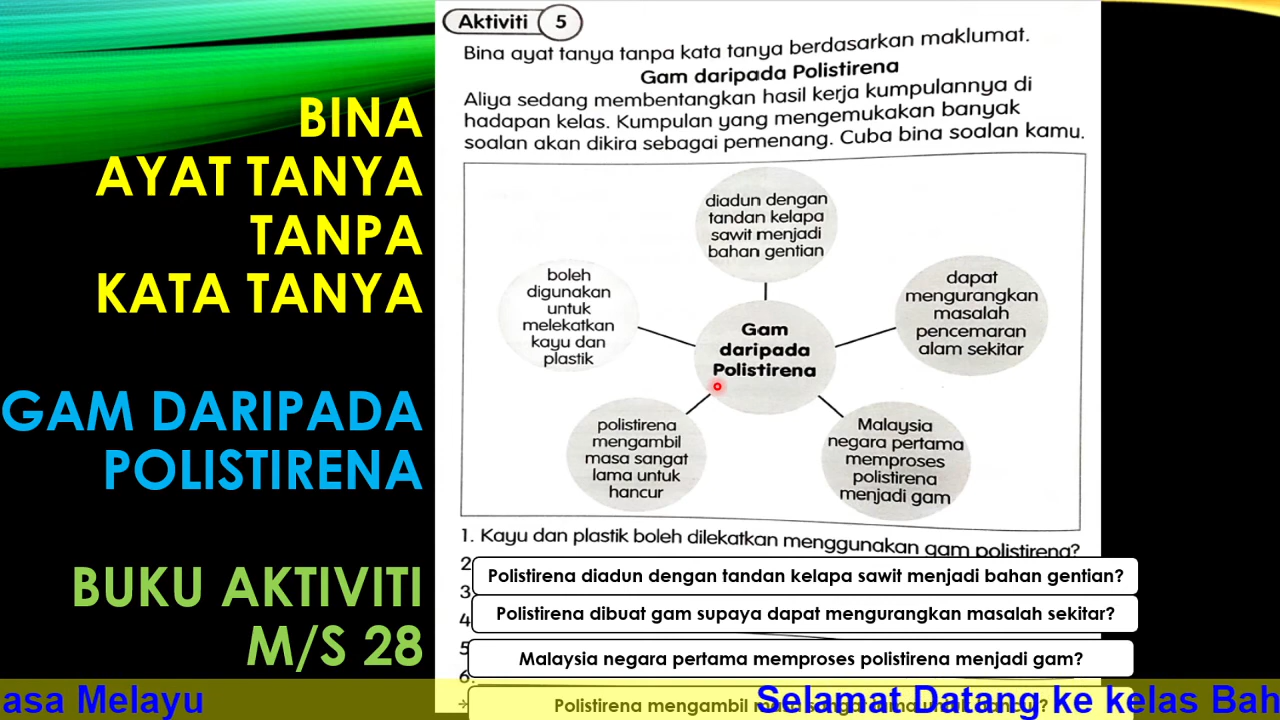 BINA
AYAT TANYA
TANPA
KATA TANYA
GAM DARIPADA
POLISTIRENA
BUKU AKTIVITI
M/S 28
Aktiviti 5
Bina ayat tanya tanpa kata tanya berdasarkan maklumat.
Gam daripada Polistirena
Aliya sedang membentangkan hasil kerja kumpulannya di
hadapan kelas. Kumpulan yang mengemukakan banyak
soalan akan dikira sebagai pemenang. Cuba bina soalan kamu.
diadun dengan
tandan kelapa
sawit menjadi
bahan gentian
boleh
digunakan
untuk
melekatkan
kayu dan
plastik
dapat
mengurangkan
masalah
pencemaran
alam sekitar
Gam
daripada
Polistirena
polistirena
mengambil
masa sangat
lama untuk
hancur
Malaysia
negara pertama
memproses
polistirena
menjadi gam
1. Kayu dan plastik boleh dilekatkan menggunakan gam polistirena?
2
Polistirena diadun dengan tandan kelapa sawit menjadi bahan gentian?
3
Polistirena dibuat gam supaya dapat mengurangkan masalah sekitar?
4
5
Malaysia negara pertama memproses polistirena menjadi gam?
6.
Polistirena mengambil
asa Melayu
Selamat Datang ke kelas Bah